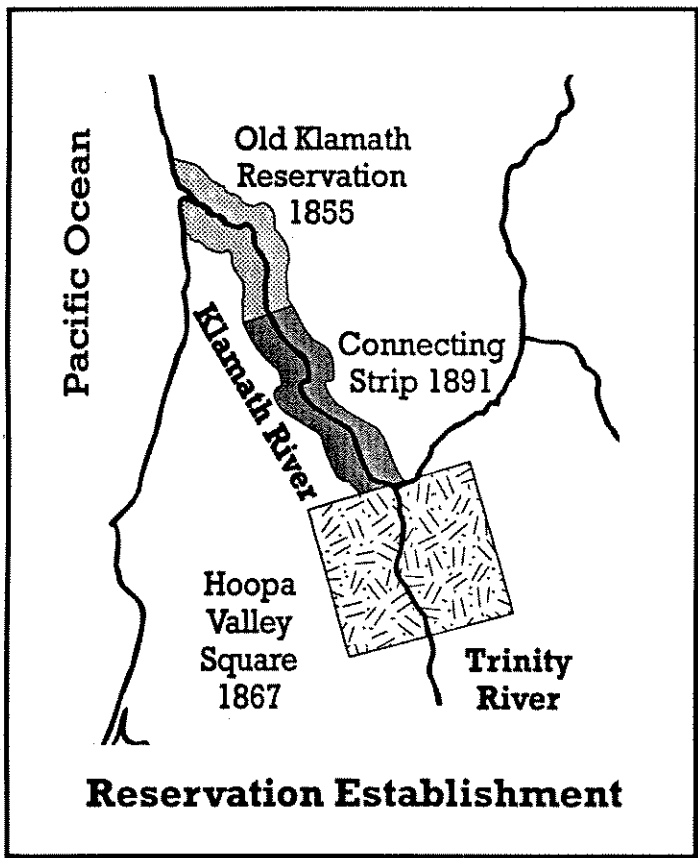 Pacific Ocean
Old Klamath
Reservation
1855
Klamath River
Connecting
Strip 1891
Hoopa
Valley
Square
1867
Trinity
River
Reservation Establishment